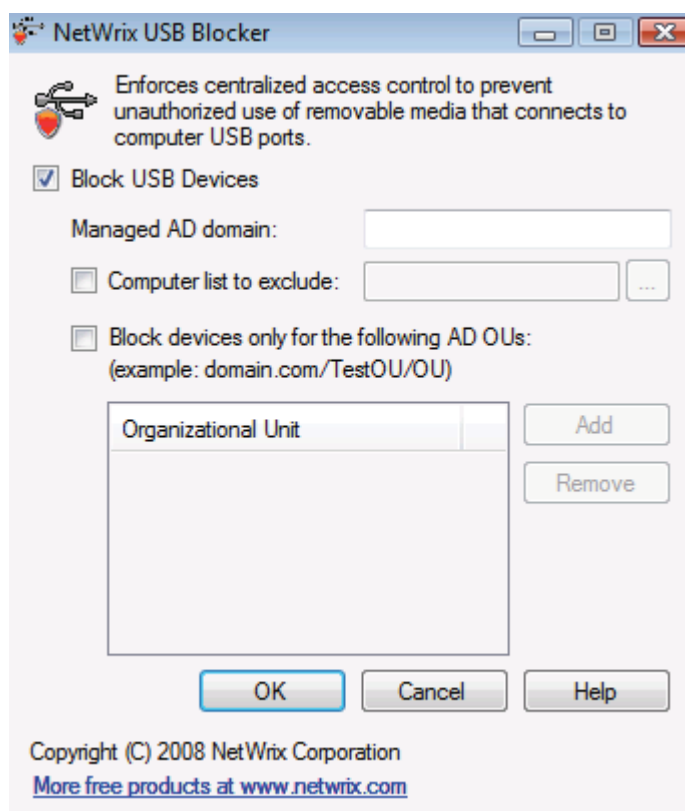 NetWrix USB Blocker
Enforces centralized access control to prevent
unauthorized use of removable media that connects to
computer USB ports.
Block USB Devices
Managed AD domain:
Computer list to exclude:
...
Block devices only for the following AD OUs:
(example: domain.com/TestOU/OU)
Organizational Unit
Add
Remove
OK
Cancel
Help
Copyright (C) 2008 NetWrix Corporation
More free products at www.netwrix.com